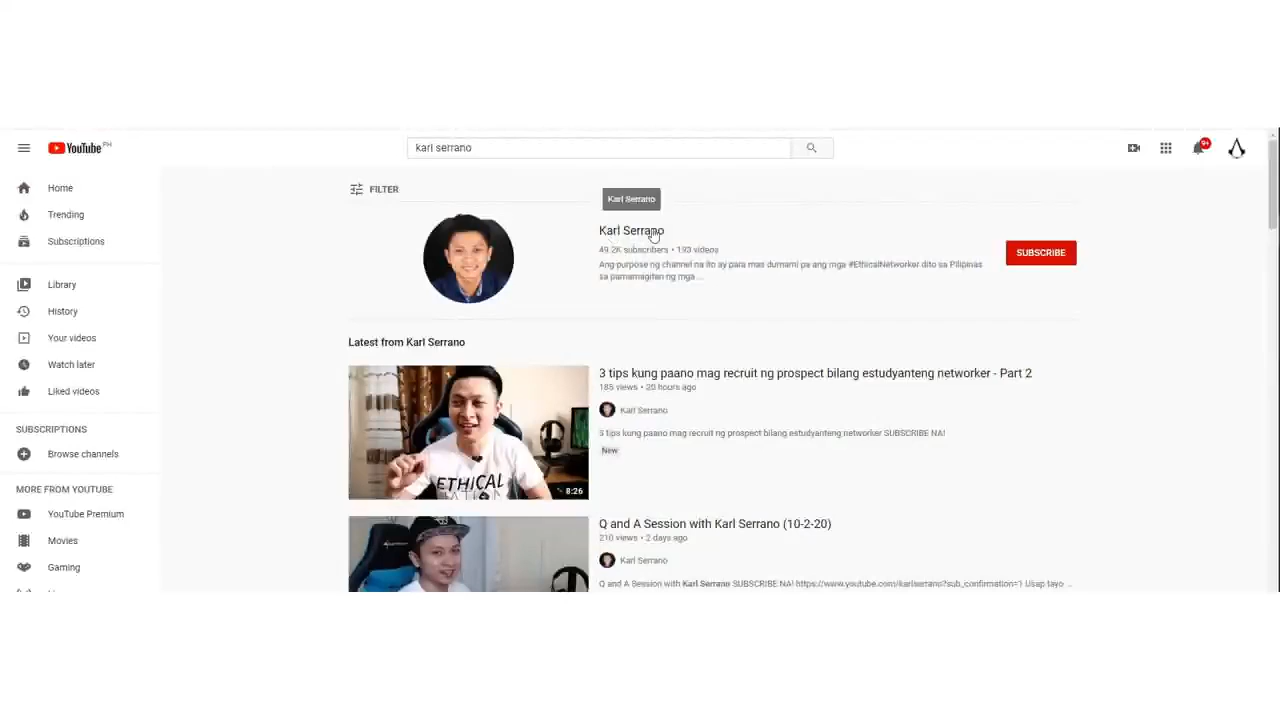 YouTube PH
karl serrano
9+
Home
Trending
Subscriptions
Library
History
Your videos
Watch later
Liked videos
SUBSCRIPTIONS
Browse channels
MORE FROM YOUTUBE
YouTube Premium
Movies
Gaming
FILTER
Karl Serrano
Karl Serrano
49.2K subscribers • 193 videos
Ang purpose ng channel na ito ay para mas dumami pa ang mga #EthicalNetworker dito sa Pilipinas
sa pamamagitan ng mga ...
SUBSCRIBE
Latest from Karl Serrano
ETHICAL
8:26
3 tips kung paano mag recruit ng prospect bilang estudyanteng networker - Part 2
185 views • 20 hours ago
Karl Serrano
3 tips kung paano mag recruit ng prospect bilang estudyanteng networker SUBSCRIBE NA!
New
Q and A Session with Karl Serrano (10-2-20)
210 views • 2 days ago
Karl Serrano
Q and A Session with Karl Serrano SUBSCRIBE NA! https://www.youtube.com/karlserrano?sub_confirmation=1 Usap tayo ...